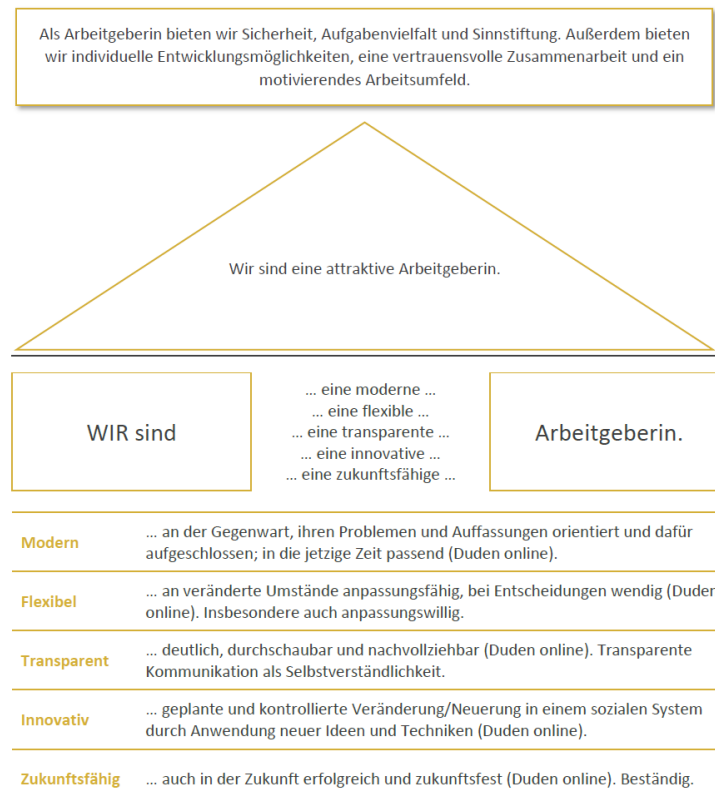 Als Arbeitgeberin bieten wir Sicherheit, Aufgabenvielfalt und Sinnstiftung. Außerdem bieten
wir individuelle Entwicklungsmöglichkeiten, eine vertrauensvolle Zusammenarbeit und ein
motivierendes Arbeitsumfeld.
Wir sind eine attraktive Arbeitgeberin.
WIR sind
... eine moderne ...
... eine flexible ...
... eine transparente ...
... eine innovative ...
... eine zukunftsfähige ...
Arbeitgeberin.
Modern
... an der Gegenwart, ihren Problemen und Auffassungen orientiert und dafür
aufgeschlossen; in die jetzige Zeit passend (Duden online).
Flexibel
... an veränderte Umstände anpassungsfähig, bei Entscheidungen wendig (Duden
online). Insbesondere auch anpassungswillig.
Transparent
... deutlich, durchschaubar und nachvollziehbar (Duden online). Transparente
Kommunikation als Selbstverständlichkeit.
Innovativ
... geplante und kontrollierte Veränderung/Neuerung in einem sozialen System
durch Anwendung neuer Ideen und Techniken (Duden online).
Zukunftsfähig
... auch in der Zukunft erfolgreich und zukunftsfest (Duden online). Beständig.